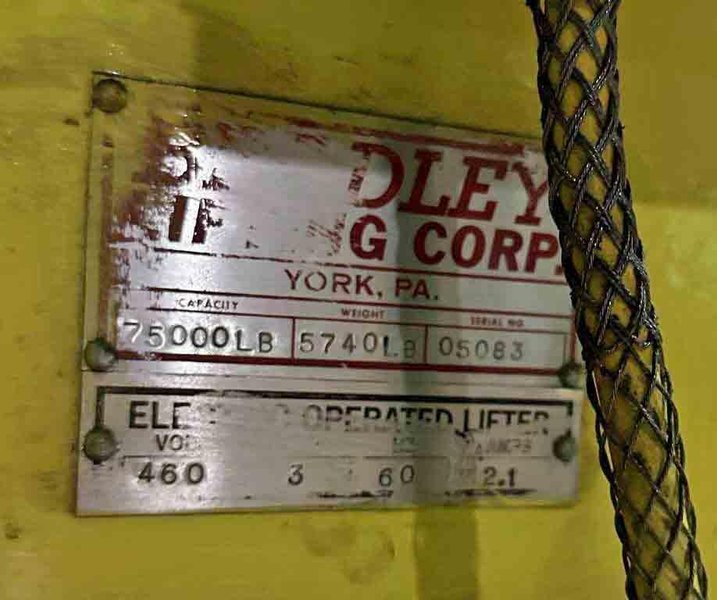 DLEY
G CORP.
YORK, PA.
CAPACITY WEIGHT SERIAL NO.
75000LB 5740LB 05083
OPERATED LIFTER
460 3 60 2.1